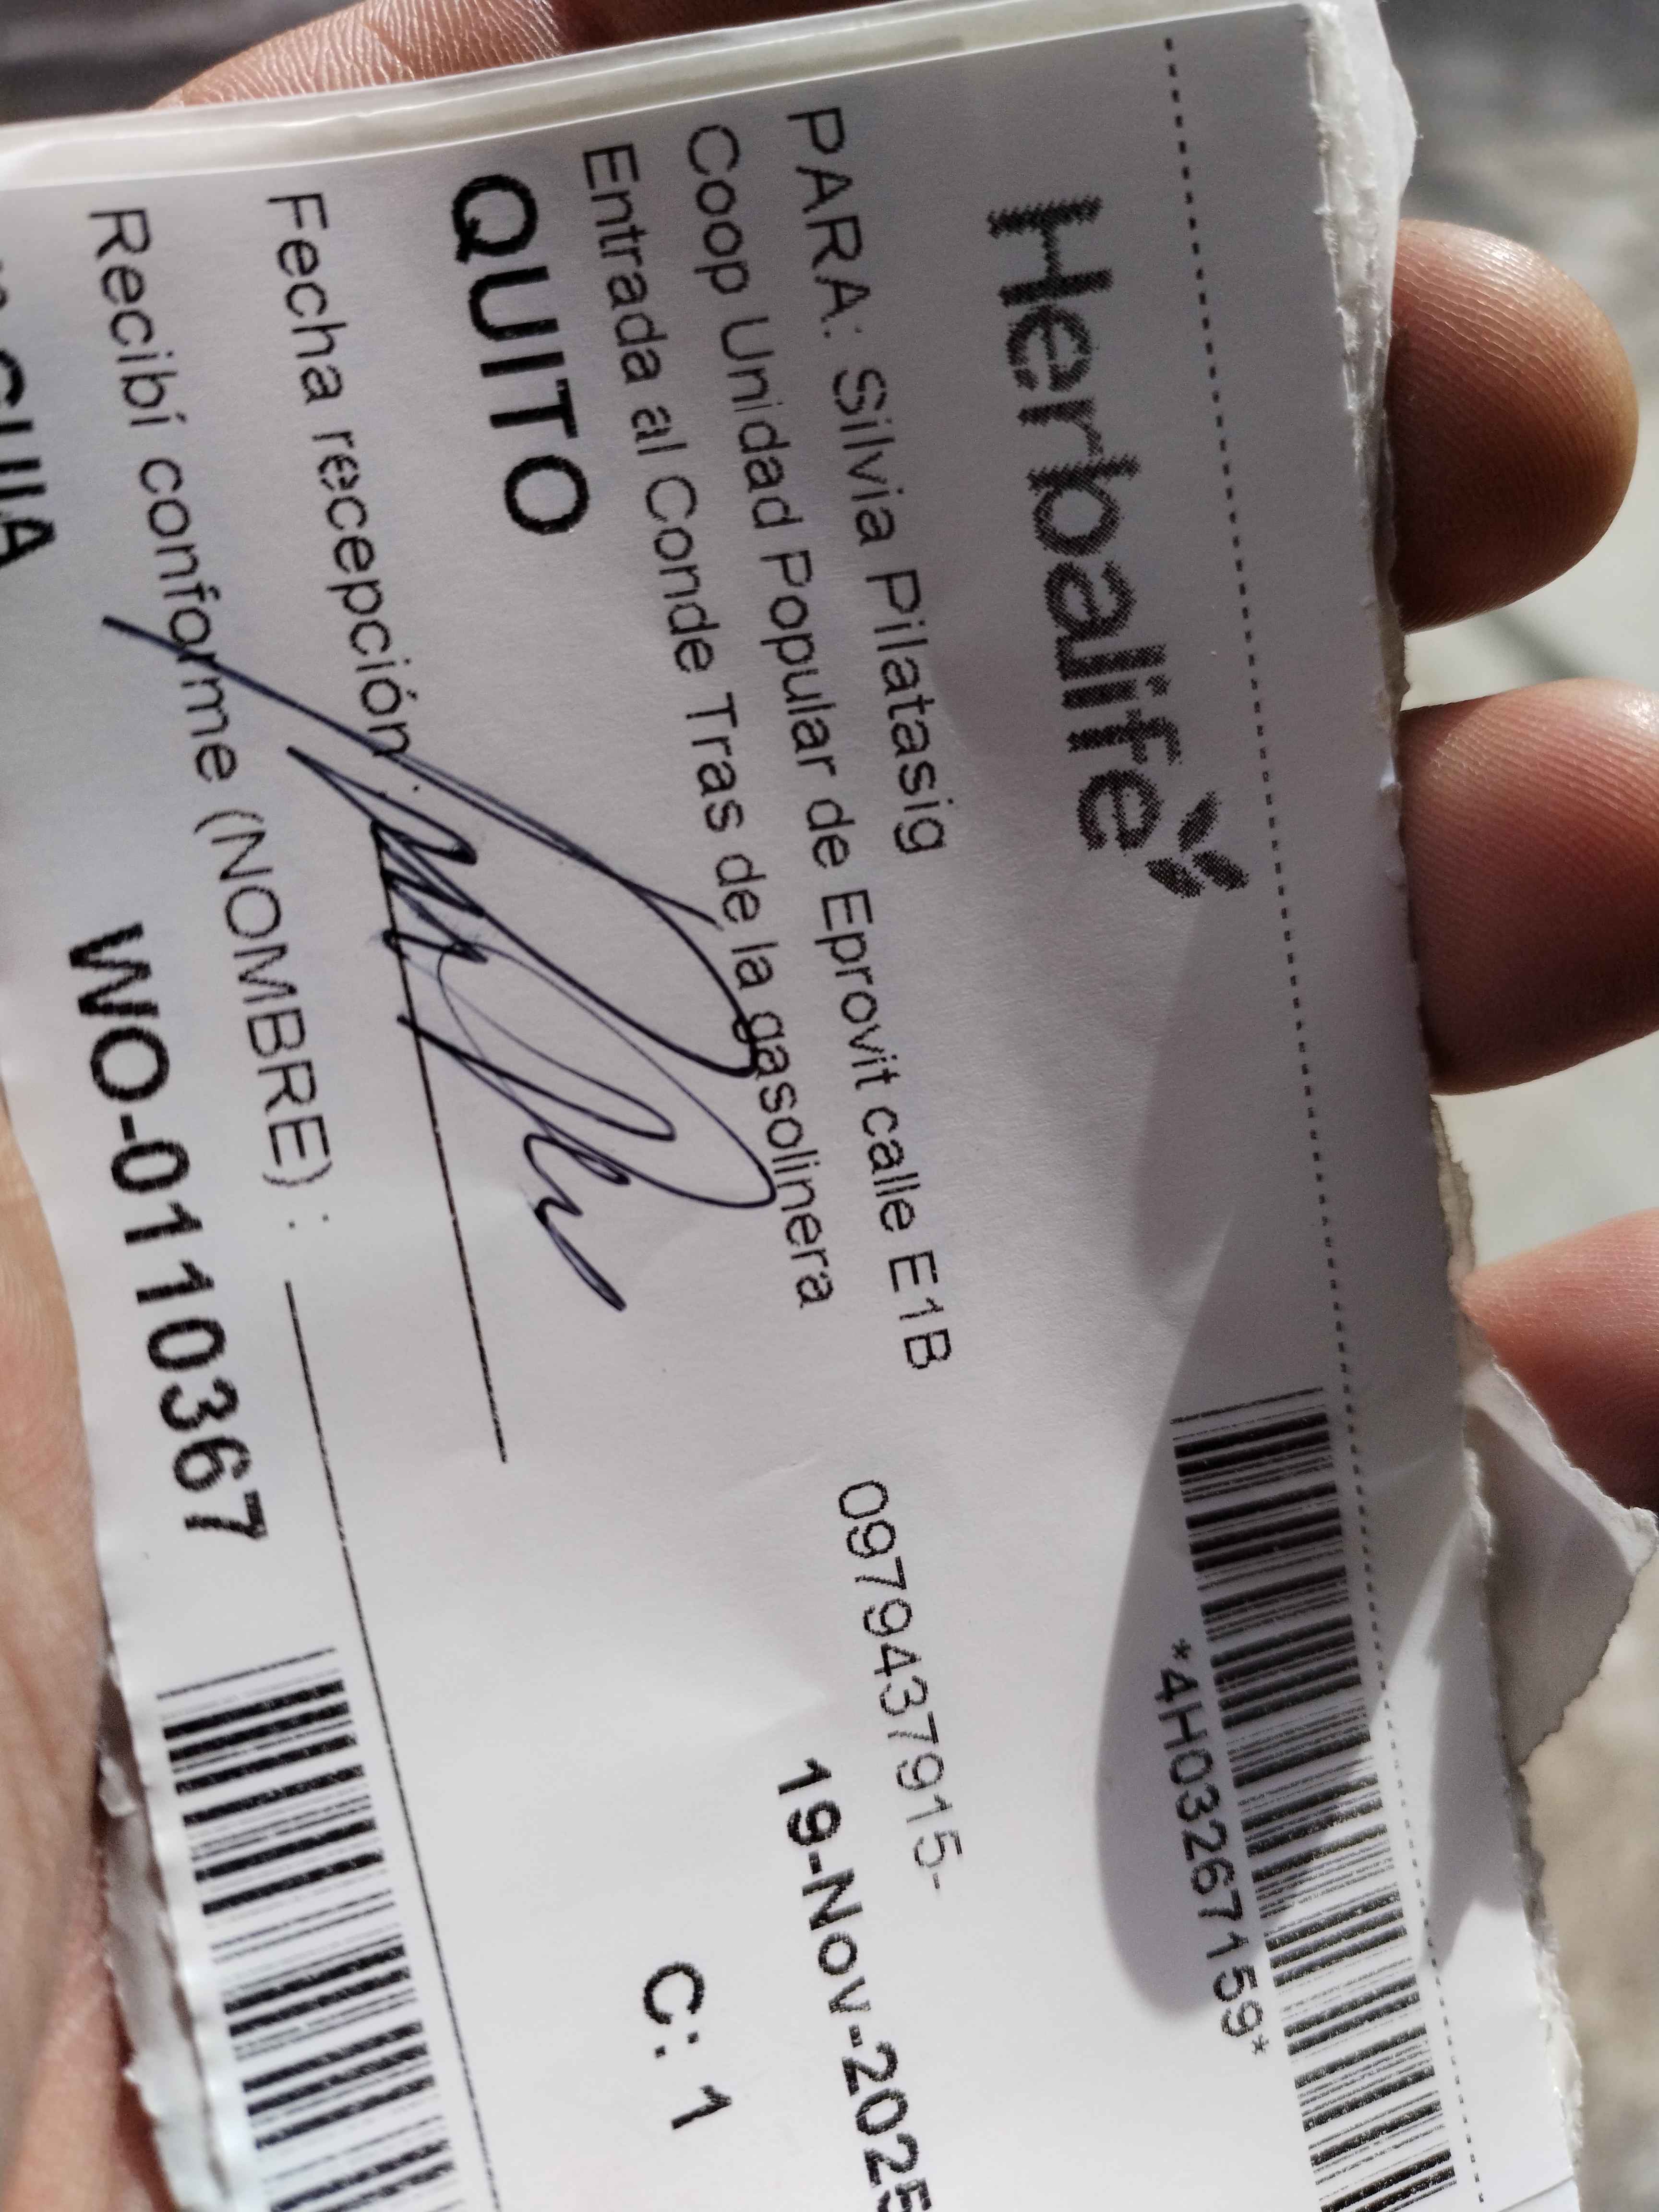 *4H03267159*
Herbalife
PARA: Silvia Pilatasig
Coop Unidad Popular de Eprovit calle E1B 0979437915-
Entrada al Conde Tras de la gasolinera 19-Nov-2025
QUITO C: 1
Fecha recepción:
Recibí conforme (NOMBRE) :
WO-0110367